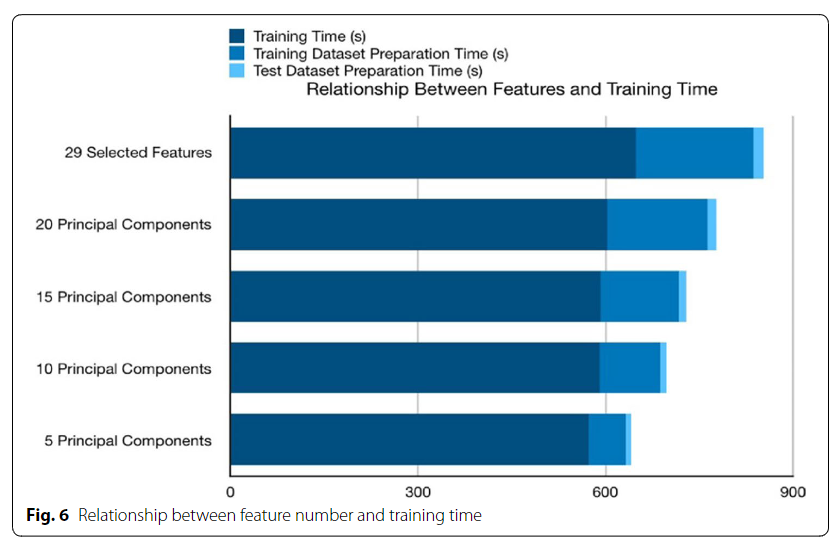 Training Time (s)
Training Dataset Preparation Time (s)
Test Dataset Preparation Time (s)
Relationship Between Features and Training Time
29 Selected Features
20 Principal Components
15 Principal Components
10 Principal Components
5 Principal Components
0 300 600 900
Fig. 6 Relationship between feature number and training time